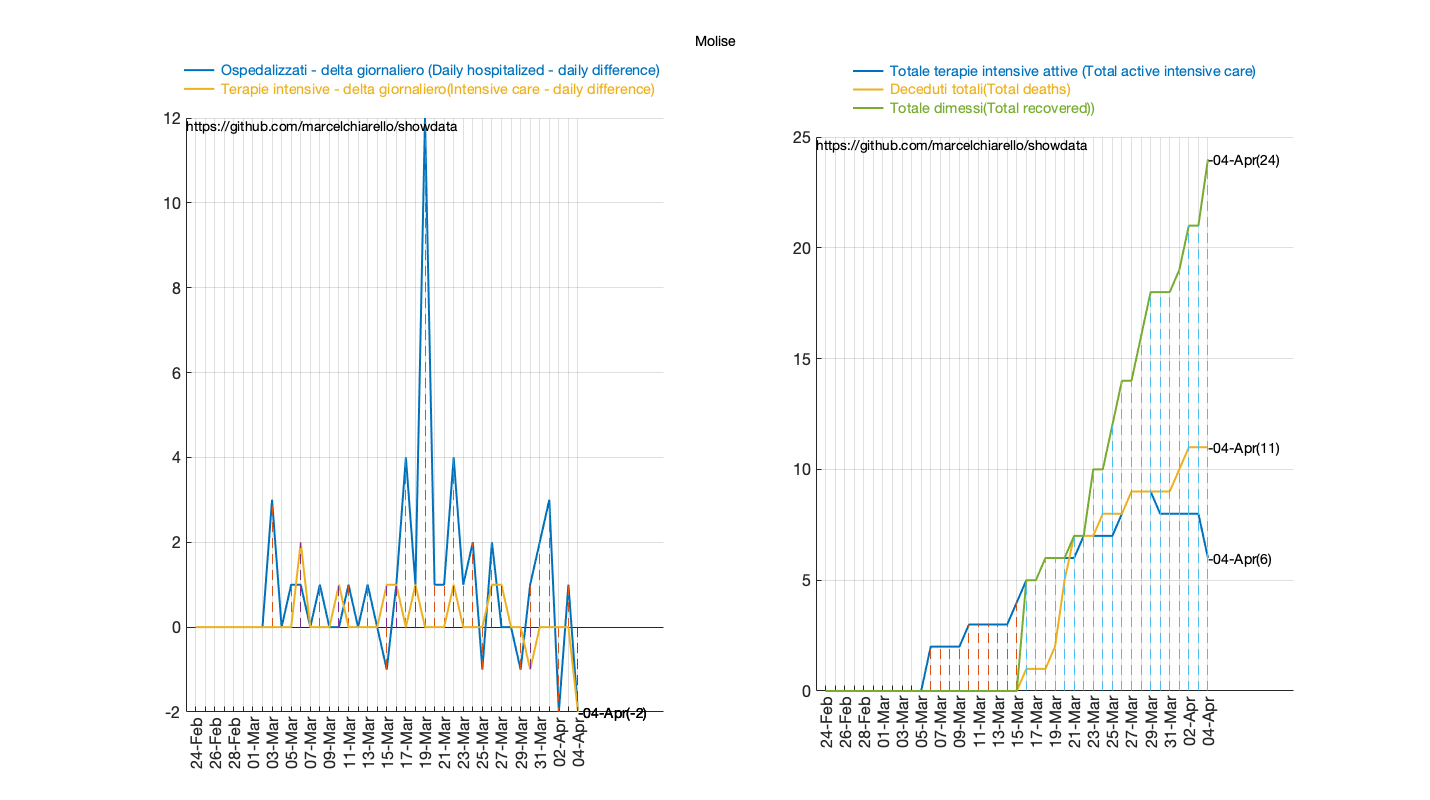 Molise
Ospedalizzati - delta giornaliero (Daily hospitalized - daily difference)
Terapie intensive - delta giornaliero(Intensive care - daily difference)
https://github.com/marcelchiarello/showdata
12
10
8
6
4
2
0
-2
-04-Apr(-2)
24-Feb
26-Feb
28-Feb
01-Mar
03-Mar
05-Mar
07-Mar
09-Mar
11-Mar
13-Mar
15-Mar
17-Mar
19-Mar
21-Mar
23-Mar
25-Mar
27-Mar
29-Mar
31-Mar
02-Apr
04-Apr
Totale terapie intensive attive (Total active intensive care)
Deceduti totali(Total deaths)
Totale dimessi(Total recovered))
https://github.com/marcelchiarello/showdata
25
20
15
10
5
0
-04-Apr(24)
-04-Apr(11)
-04-Apr(6)
24-Feb
26-Feb
28-Feb
01-Mar
03-Mar
05-Mar
07-Mar
09-Mar
11-Mar
13-Mar
15-Mar
17-Mar
19-Mar
21-Mar
23-Mar
25-Mar
27-Mar
29-Mar
31-Mar
02-Apr
04-Apr